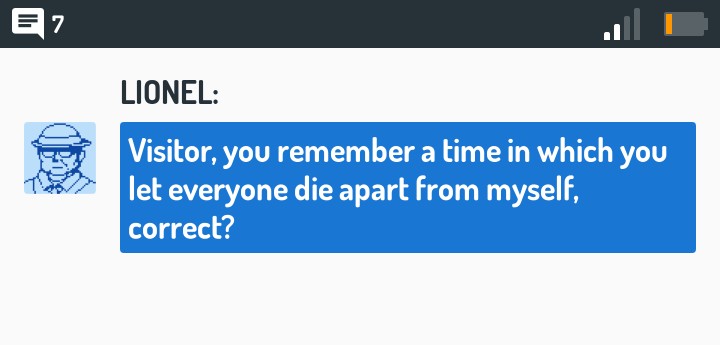 7
LIONEL:
Visitor, you remember a time in which you
let everyone die apart from myself,
correct?